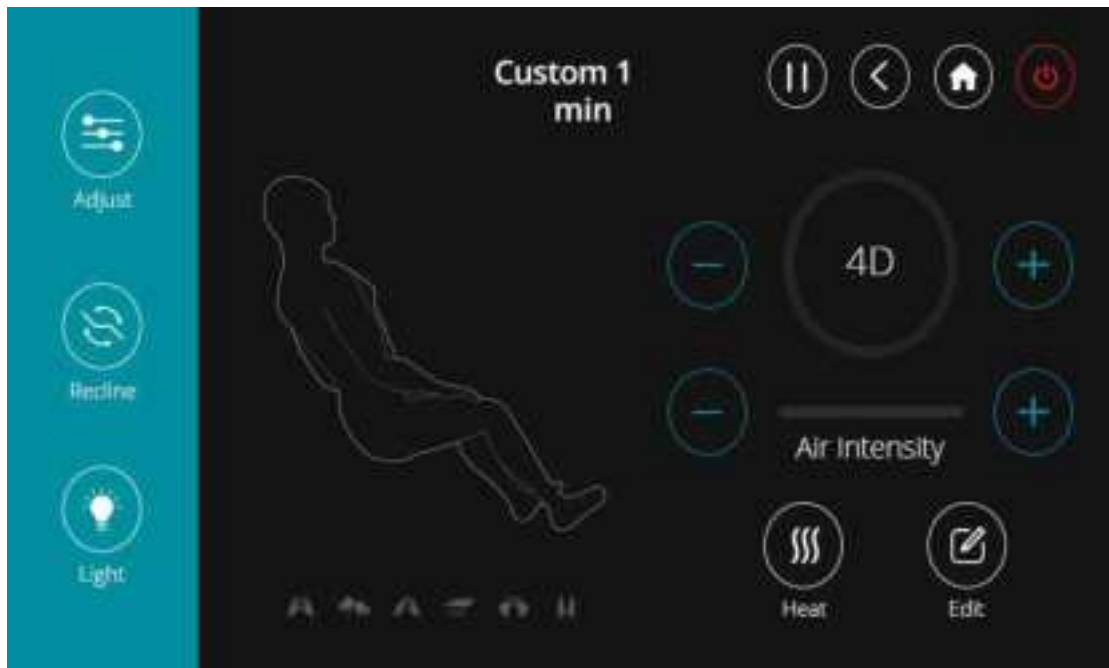 Custom 1
min
Adjust
4D
Recline
Air Intensity
Light
Heat
Edit